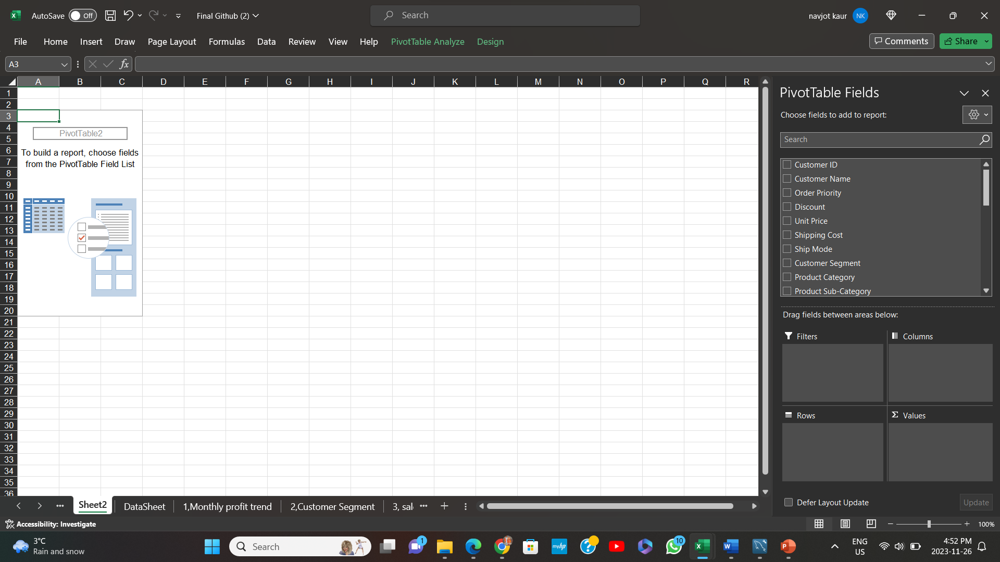 AutoSave Off Final Github (2) Search navjot kaur NK
File Home Insert Draw Page Layout Formulas Data Review View Help PivotTable Analyze Design Comments Share
A3 fx
A B C D E F G H I J K L M N O P Q R
1
2
3
4
5
6
7
8
9
10
11
12
13
14
15
16
17
18
19
20
21
22
23
24
25
26
27
28
29
30
31
32
33
34
35
36
PivotTable2
To build a report, choose fields
from the PivotTable Field List
PivotTable Fields
Choose fields to add to report:
Search
Customer ID
Customer Name
Order Priority
Discount
Unit Price
Shipping Cost
Ship Mode
Customer Segment
Product Category
Product Sub-Category
Drag fields between areas below:
Filters
Columns
Rows
Σ Values
Defer Layout Update Update
Sheet2 DataSheet 1,Monthly profit trend 2,Customer Segment 3, sal
Accessibility: Investigate 100%
3°C
Rain and snow
Search
1
myhp
10
ENG
US
4:52 PM
2023-11-26